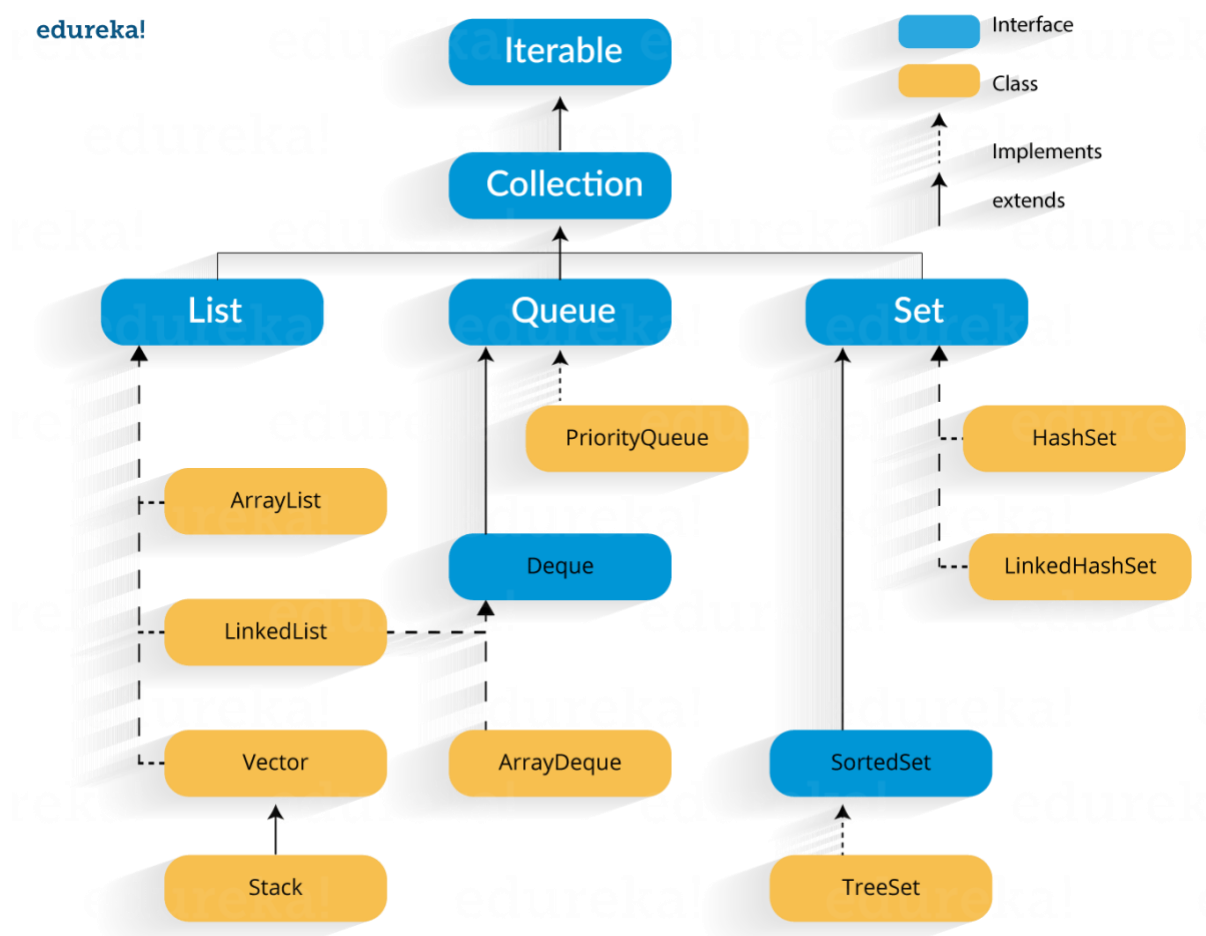 edureka!
Iterable
Interface
Class
Implements
extends
Collection
List
Queue
Set
PriorityQueue
HashSet
ArrayList
Deque
LinkedHashSet
LinkedList
Vector
ArrayDeque
SortedSet
Stack
TreeSet